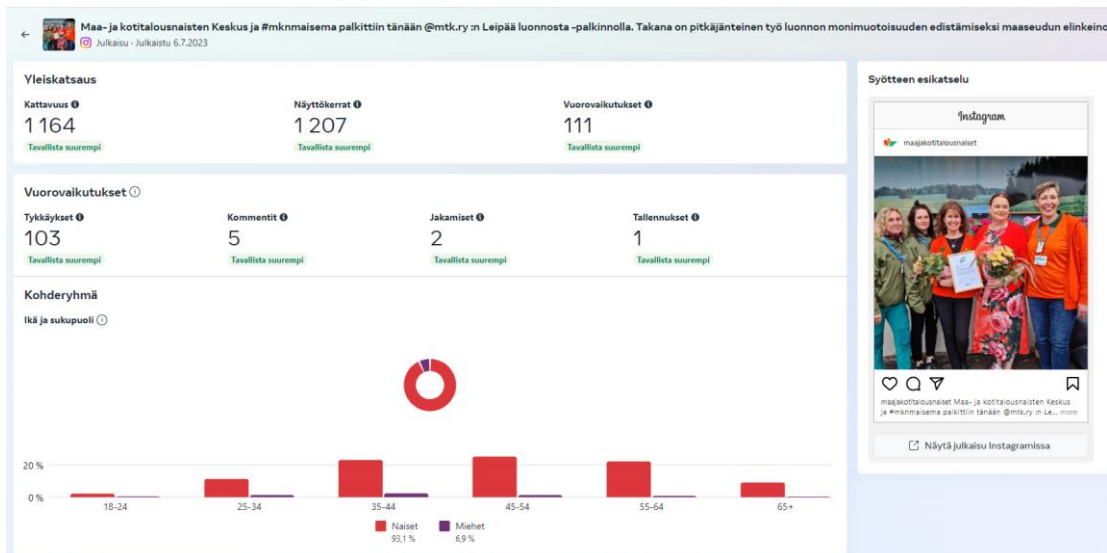 Maa- ja kotitalousnaisten Keskus ja #mknmaisema palkittiin tänään @mtk.ry :n Leipää luonnosta -palkinnolla. Takana on pitkäjänteinen työ luonnon monimuotoisuuden edistämiseksi maaseudun elinkeino
Julkaisu · Julkaistu 6.7.2023
Yleiskatsaus
Kattavuus
Näyttökerrat
Vuorovaikutukset
1 164
1 207
111
Tavallista suurempi
Tavallista suurempi
Tavallista suurempi
Vuorovaikutukset
Tykkäykset
Kommentit
Jakamiset
Tallennukset
103
5
2
1
Tavallista suurempi
Tavallista suurempi
Tavallista suurempi
Tavallista suurempi
Kohderyhmä
Ikä ja sukupuoli
20 %
0 %
18-24
25-34
35-44
45-54
55-64
65+
Naiset
93,1 %
Miehet
6,9 %
Syötteen esikatselu
Instagram
maajakotitalousnaiset
maajakotitalousnaiset Maa- ja kotitalousnaisten Keskus
ja #mknmaisema palkittiin tänään @mtk.ry :n Le... more
Näytä julkaisu Instagramissa